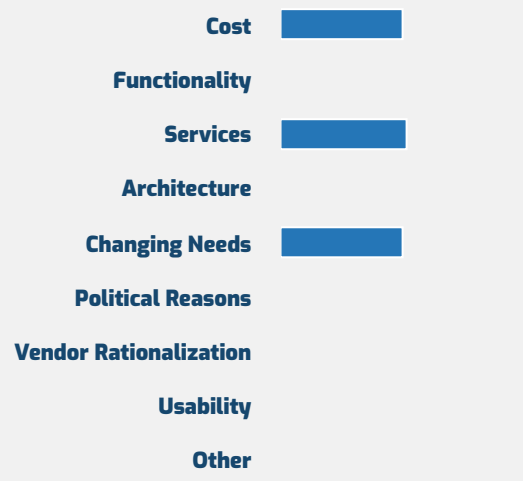 Cost
Functionality
Services
Architecture
Changing Needs
Political Reasons
Vendor Rationalization
Usability
Other